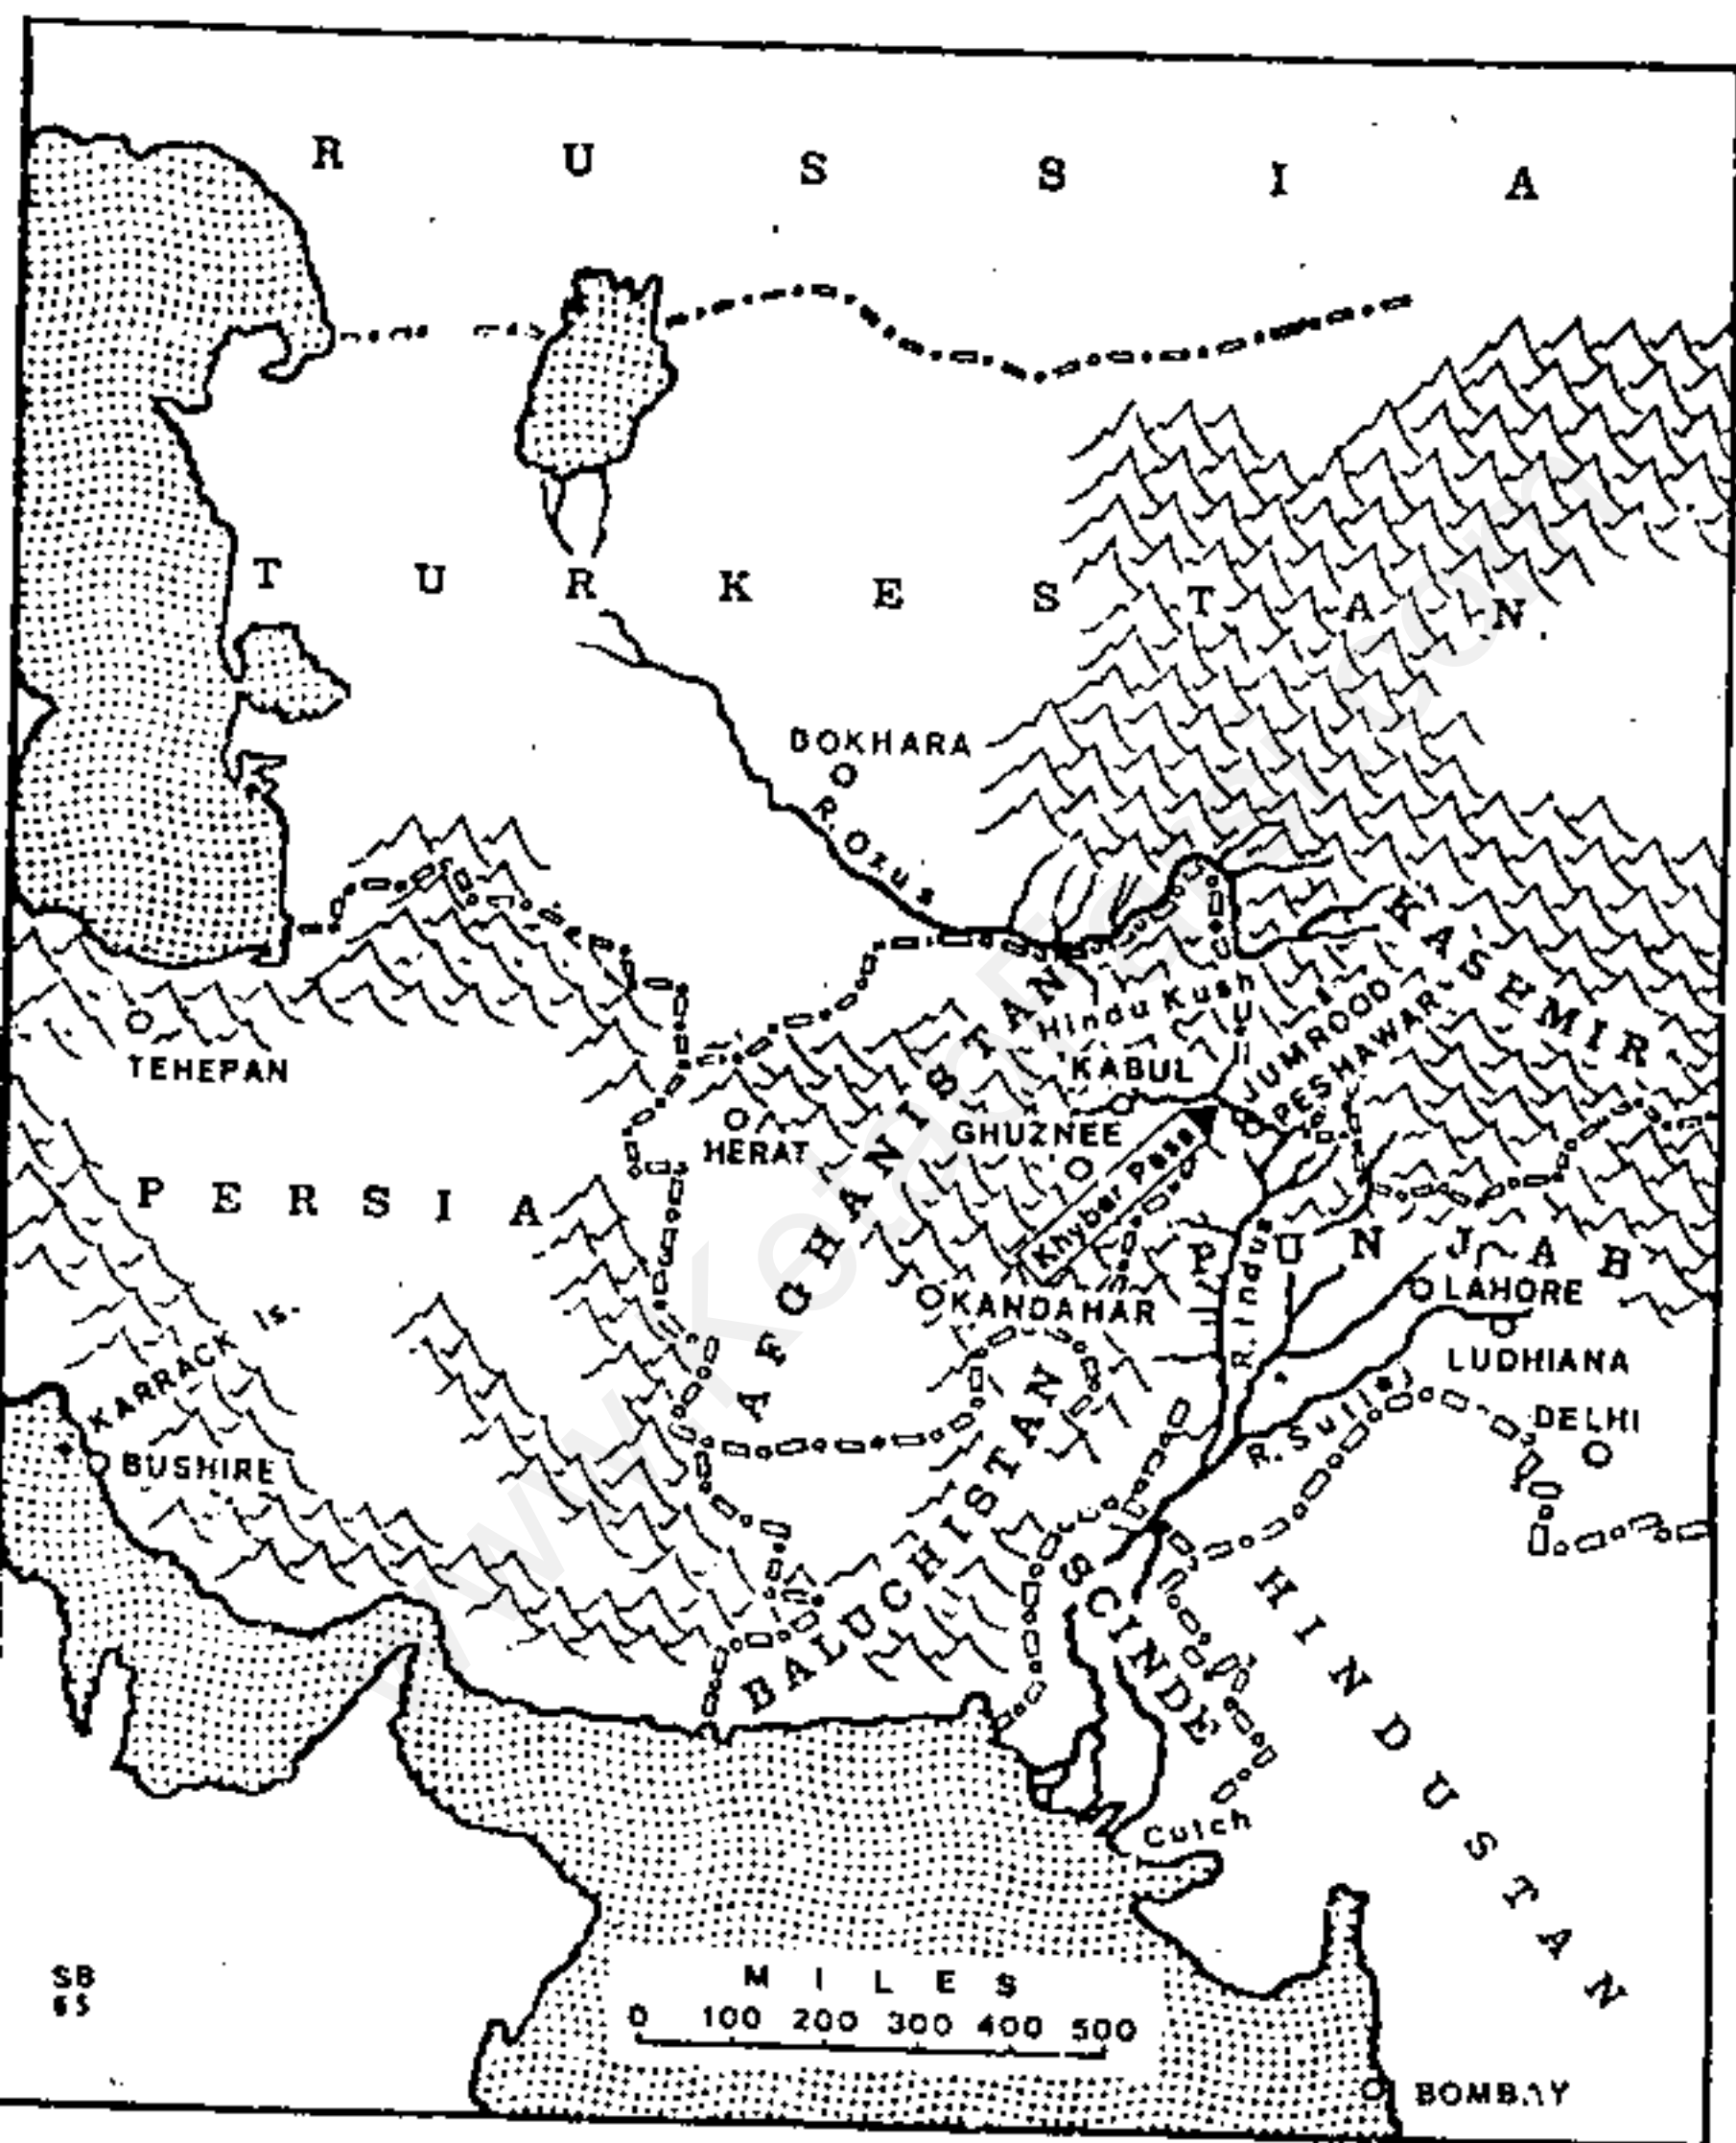 R U S S I A
T U R K E S T A N
BOKHARA
R. Oxus
KASEMIR
AFGHANISTAN
Hindu Kush
JUMROOD
PESHAWAR
KABUL
TEHEPAN
HERAT
GHUZNEE
Khyber Pass
PERSIA
PUNJAB
R. Indus
KANDAHAR
LAHORE
KARRACK Is.
LUDHIANA
DELHI
R. Sutlej
BUSHIRE
BALUCHISTAN
SCINDE
HINDUSTAN
Cutch
SB
65
MILES
0 100 200 300 400 500
BOMBAY